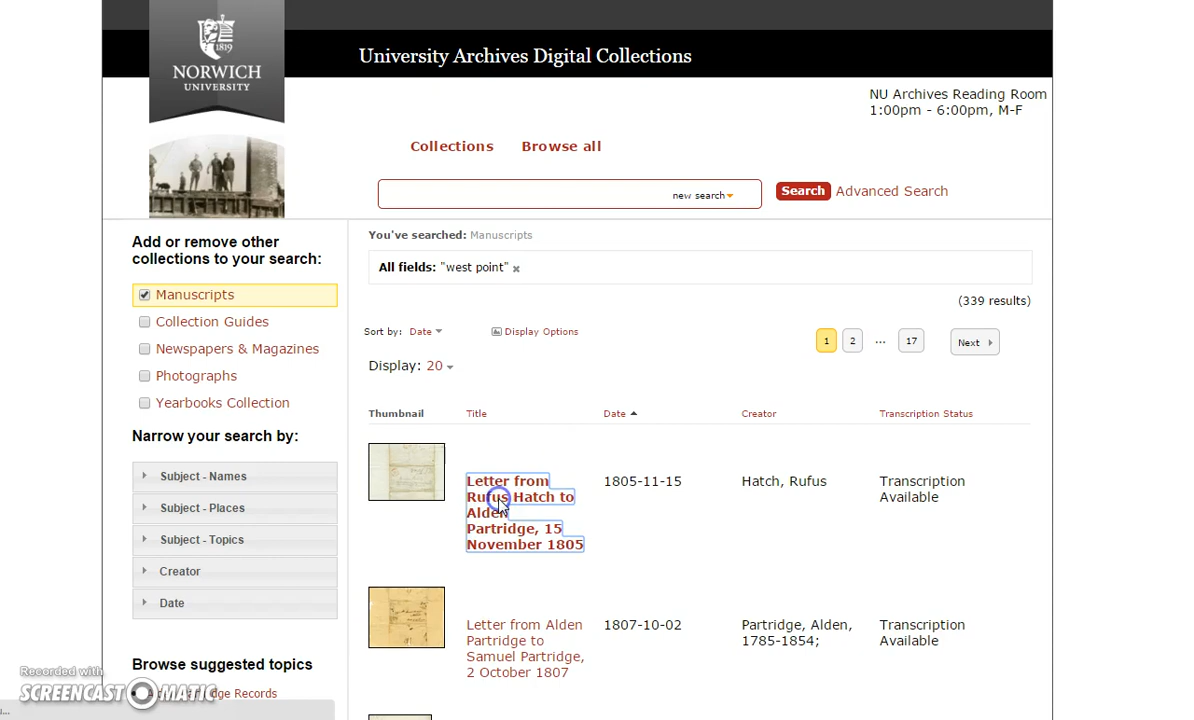 1819
NORWICH
UNIVERSITY
University Archives Digital Collections
NU Archives Reading Room
1:00pm - 6:00pm, M-F
Collections
Browse all
new search
Search
Advanced Search
Add or remove other
collections to your search:
Manuscripts
Collection Guides
Newspapers & Magazines
Photographs
Yearbooks Collection
Narrow your search by:
Subject - Names
Subject - Places
Subject - Topics
Creator
Date
Browse suggested topics
Records
You've searched: Manuscripts
All fields: "west point" x
(339 results)
Sort by: Date
Display Options
1 2 ... 17 Next
Display: 20
Thumbnail Title Date Creator Transcription Status
Letter from
Rufus Hatch to
Alden
Partridge, 15
November 1805
1805-11-15
Hatch, Rufus
Transcription
Available
Letter from Alden
Partridge to
Samuel Partridge,
2 October 1807
1807-10-02
Partridge, Alden,
1785-1854;
Transcription
Available
Recorded with
SCREENCAST MATIC